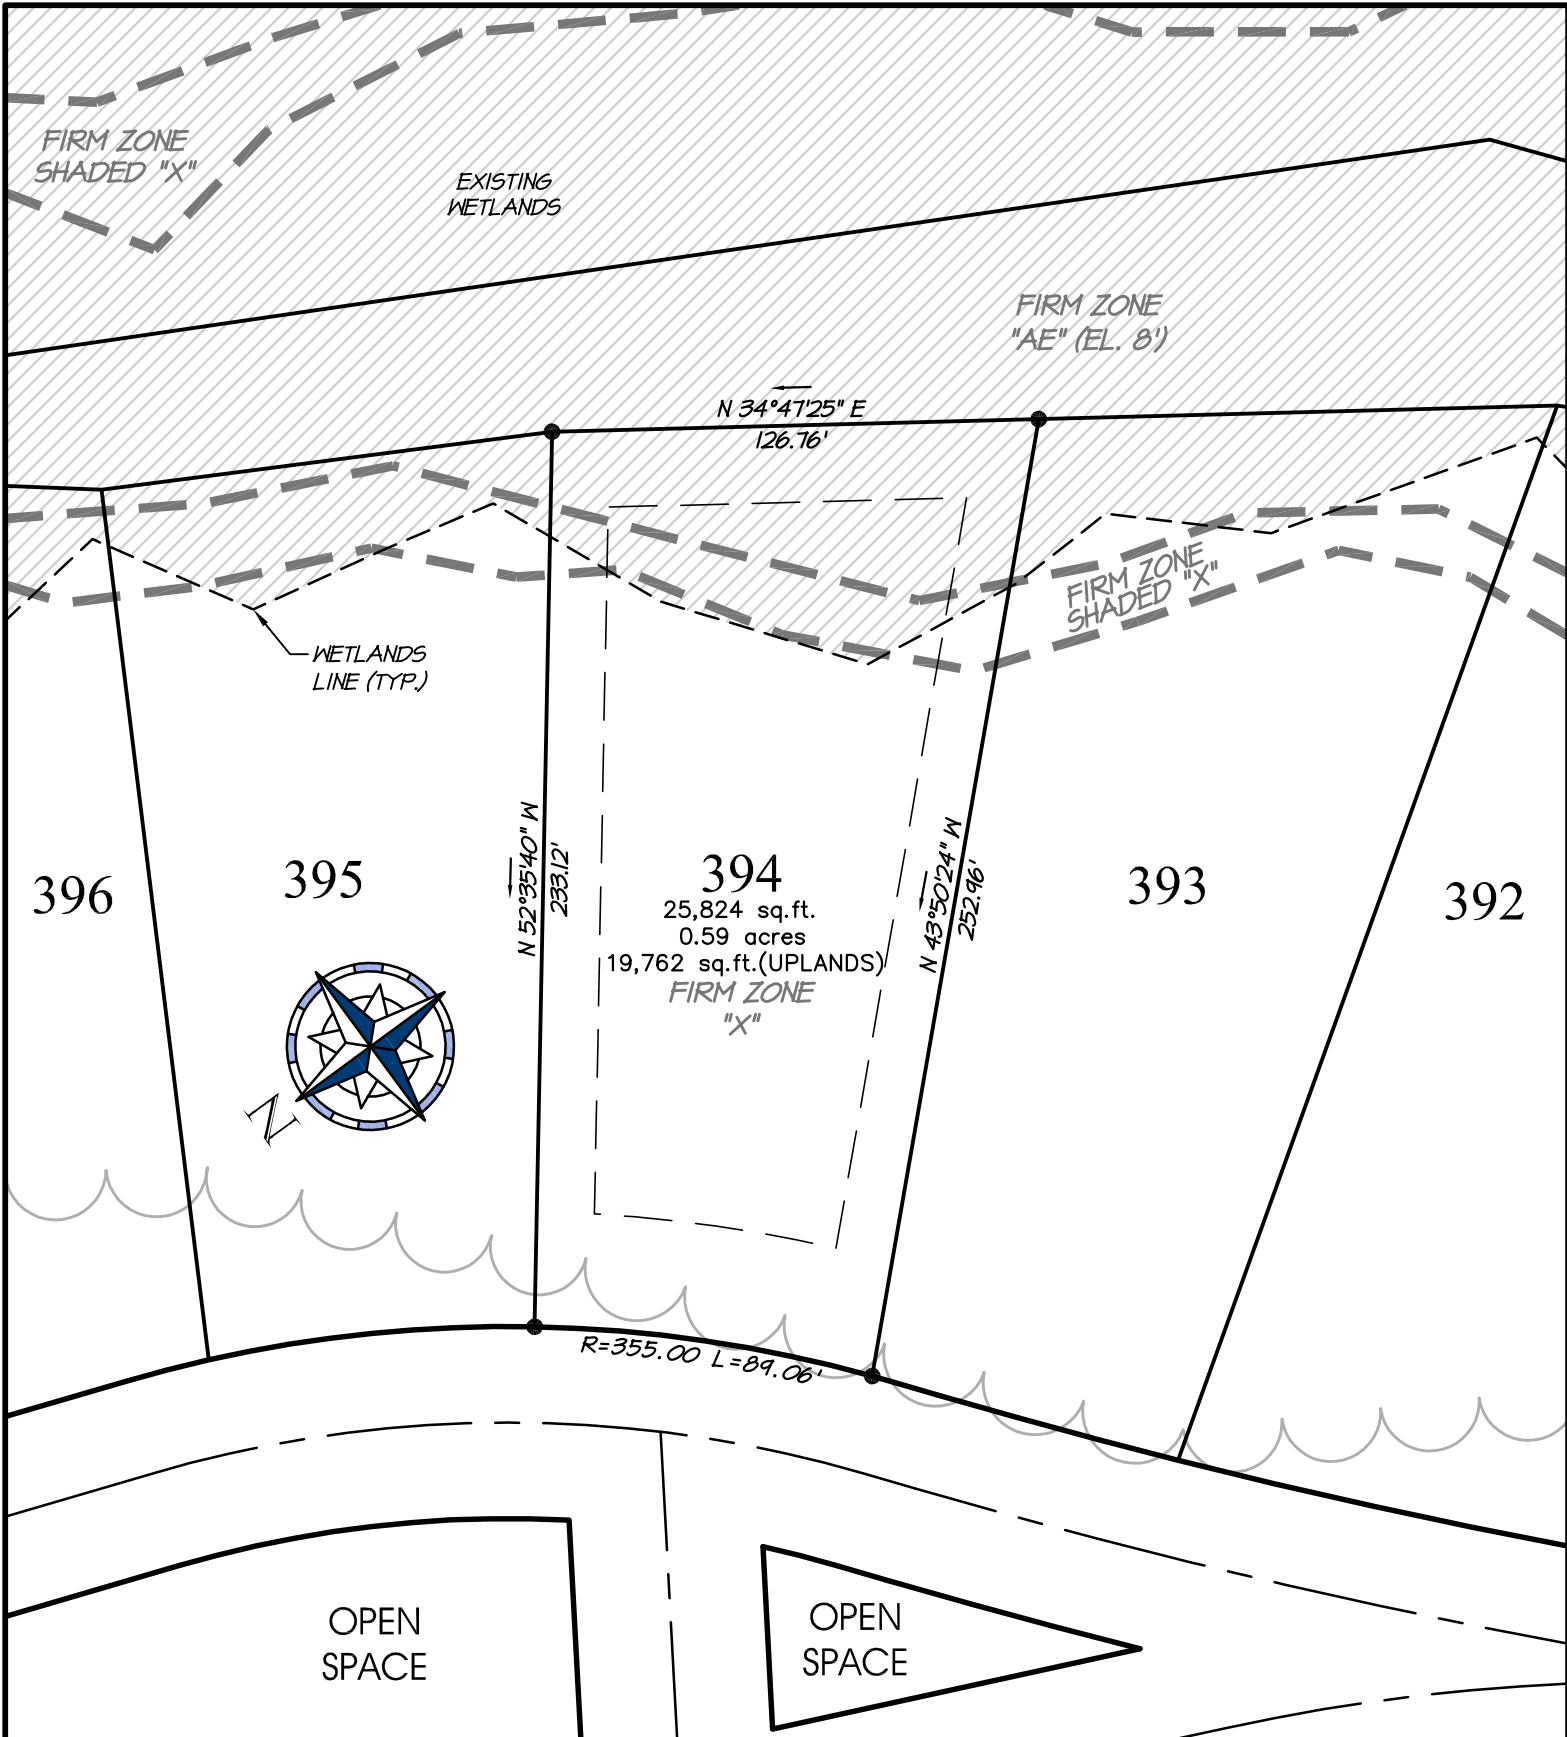 FIRM ZONE
SHADED "X"
EXISTING
WETLANDS
FIRM ZONE
"AE" (EL. 8')
N 34°47'25" E
126.76'
FIRM ZONE
SHADED "X"
WETLANDS
LINE (TYP.)
N 52°35'40" W
233.12'
N 43°50'24" W
252.96'
396
395
394
25,824 sq.ft.
0.59 acres
19,762 sq.ft.(UPLANDS)
FIRM ZONE
"X"
393
392
N
R=355.00 L=89.06'
OPEN
SPACE
OPEN
SPACE